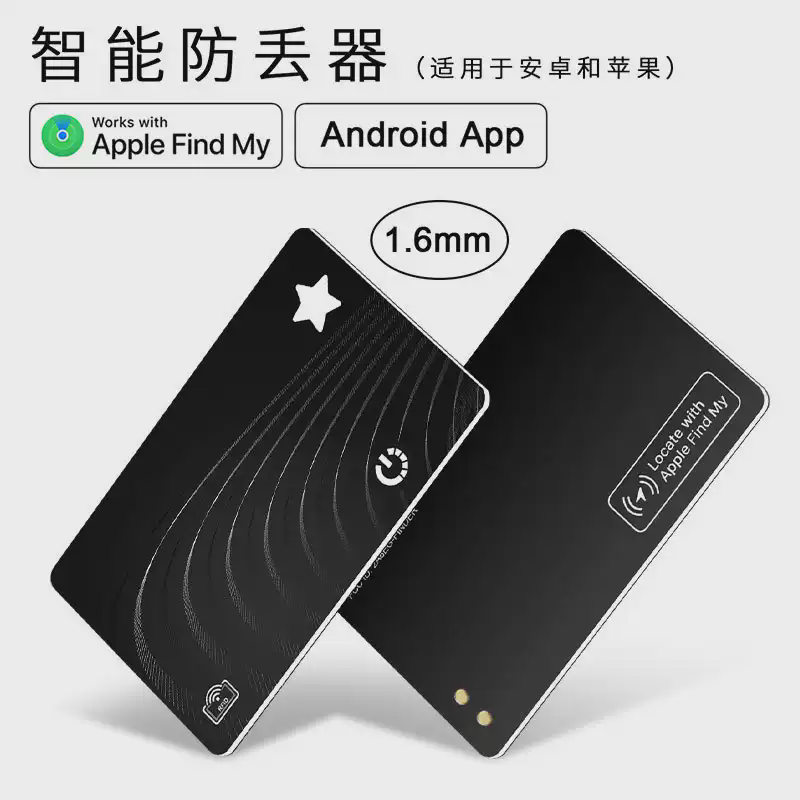 智能防丢器（适用于安卓和苹果）
Works with
Apple Find My
Android App
1.6mm
Locate with
Apple Find My
RFID